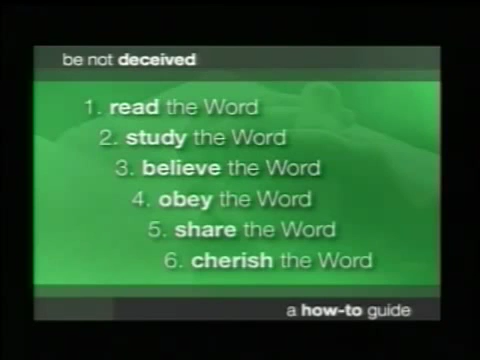 be not deceived
1. read the Word
2. study the Word
3. believe the Word
4. obey the Word
5. share the Word
6. cherish the Word
a how-to guide